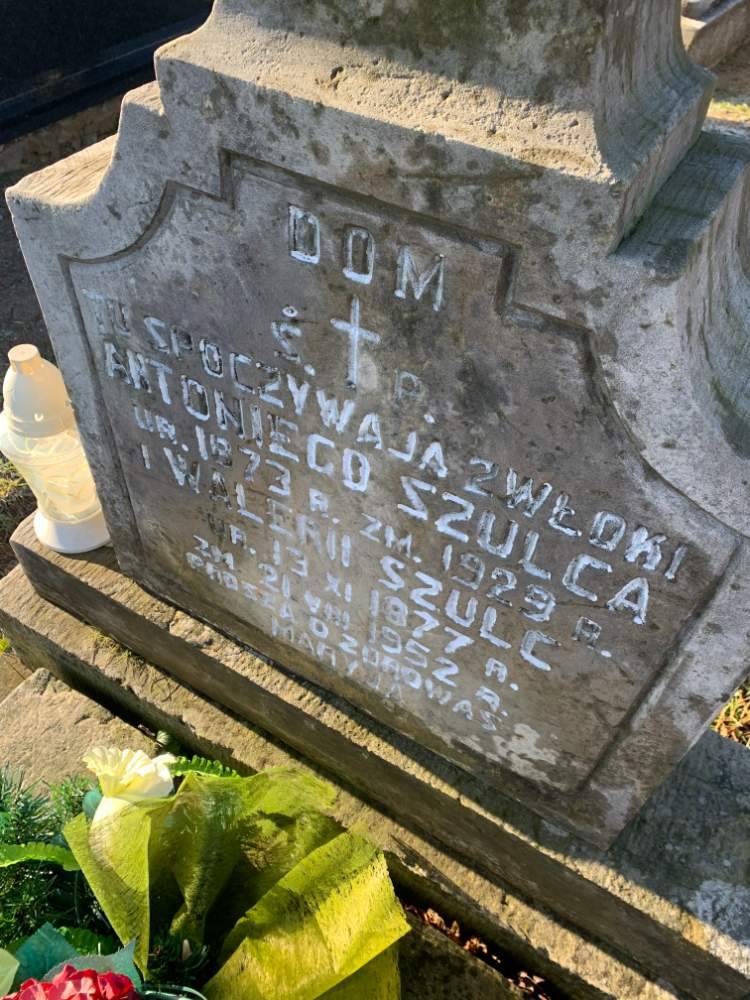 DOM
Ś. P.
TU SPOCZYWAJĄ ZWŁOKI
ANTONIEGO SZULCA
UR. 1873 R. ZM. 1929 R.
I WALERII SZULC
UR. 13 XI 1877 R.
ZM. 21 VIII 1952 R.
PROSZĄ O ZDROWAŚ
MARYJA